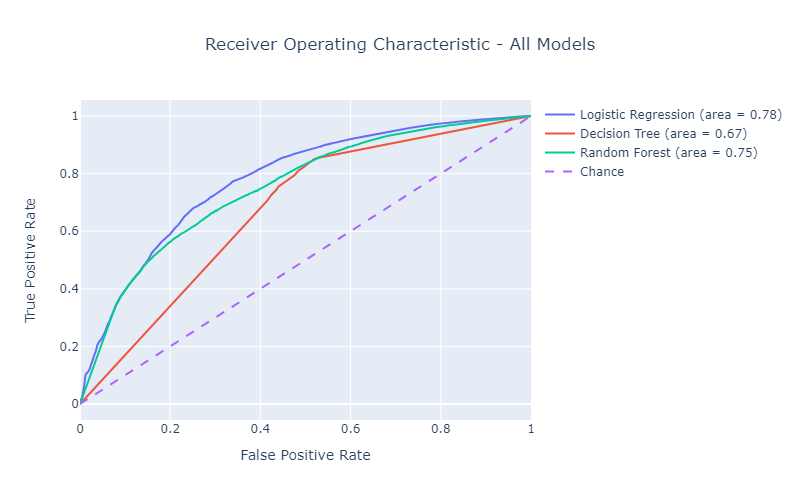 Receiver Operating Characteristic - All Models
Logistic Regression (area = 0.78)
Decision Tree (area = 0.67)
Random Forest (area = 0.75)
Chance
True Positive Rate
1
0.8
0.6
0.4
0.2
0
0 0.2 0.4 0.6 0.8 1
False Positive Rate